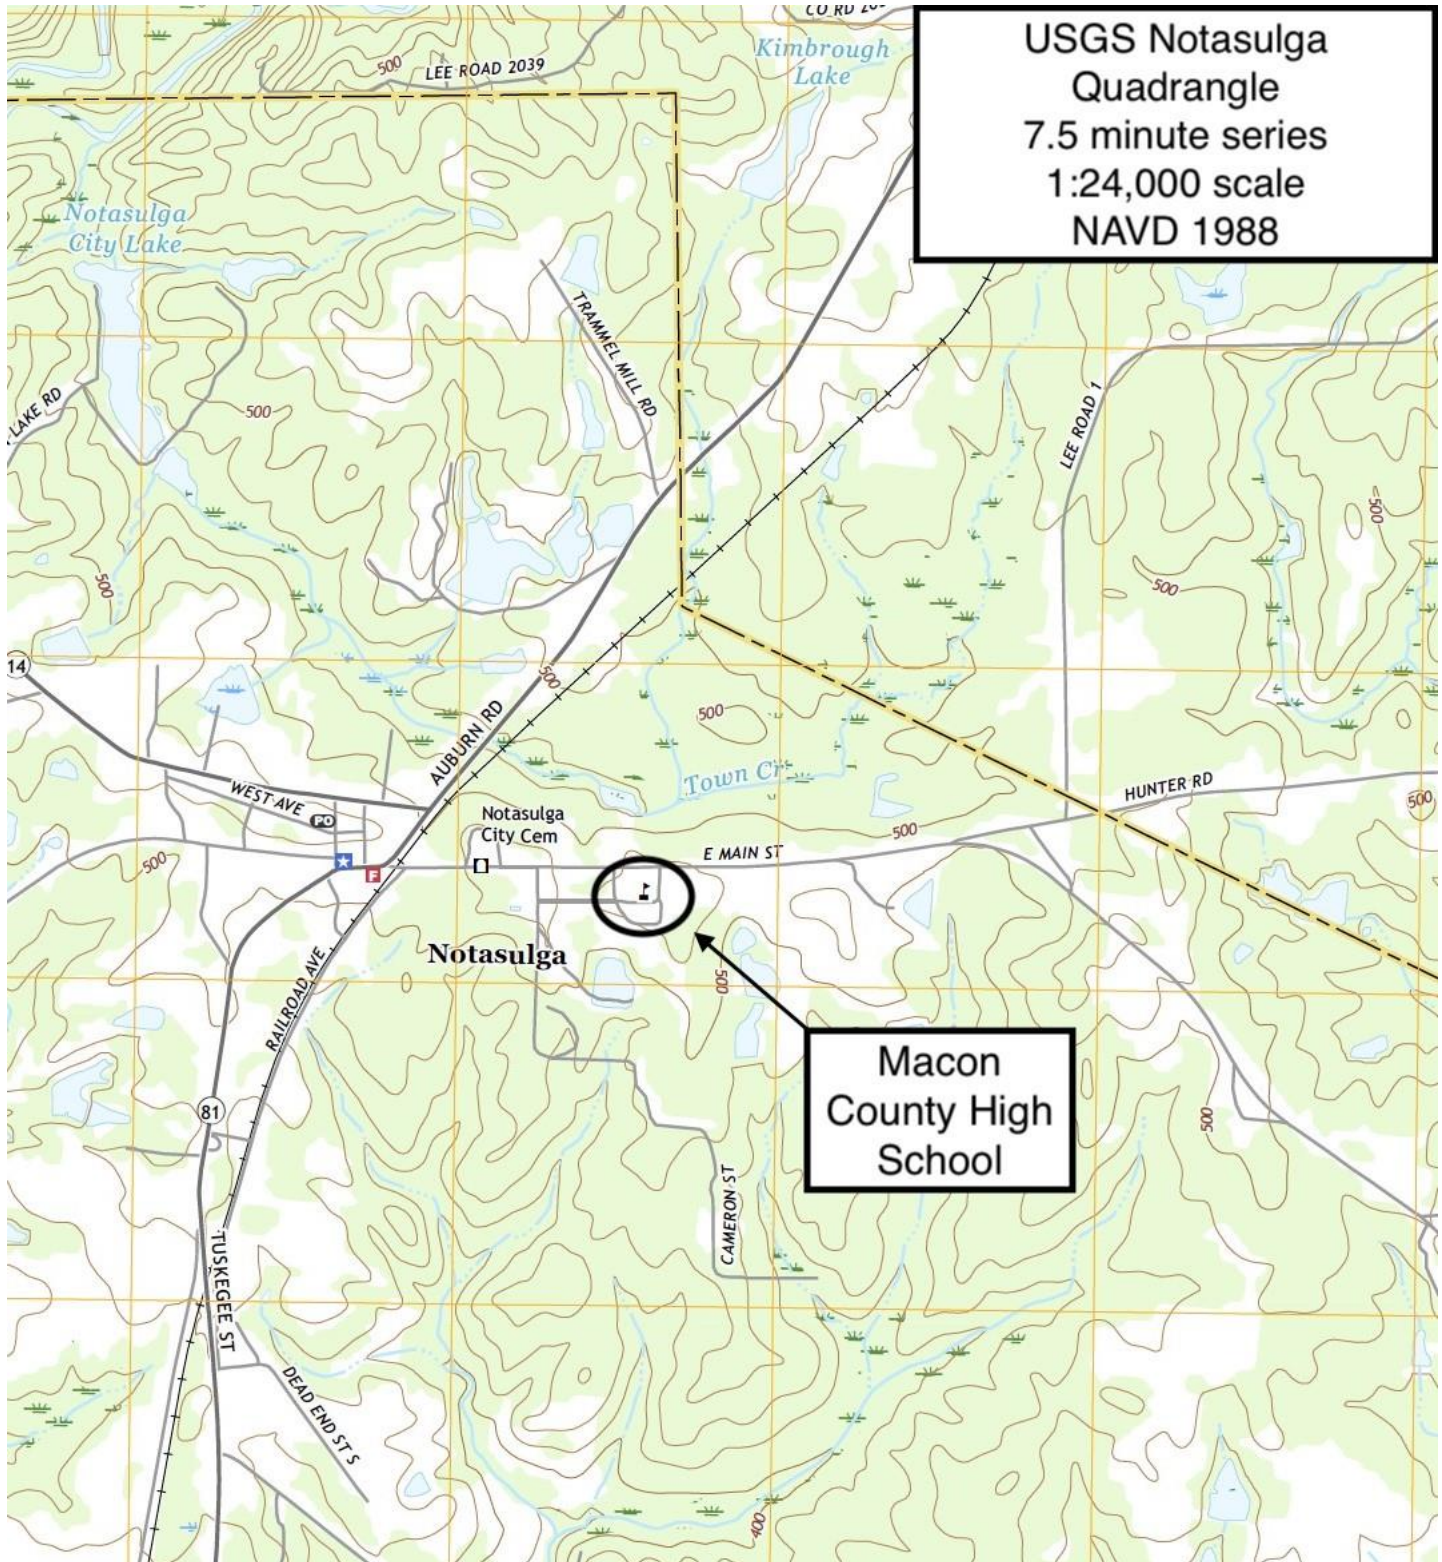 CO RD 20
500
LEE ROAD 2039
Kimbrough
Lake
USGS Notasulga
Quadrangle
7.5 minute series
1:24,000 scale
NAVD 1988
Notasulga
City Lake
TRAMMEL MILL RD
LAKE RD
500
LEE ROAD 1
500
500
500
14
500
AUBURN RD
500
Town Cr
WEST AVE
PO
HUNTER RD
500
Notasulga
City Cem
500
E MAIN ST
500
F
Notasulga
500
RAILROAD AVE
Macon
County High
School
81
500
CAMERON ST
TUSKEGEE ST
DEAD END ST S
400